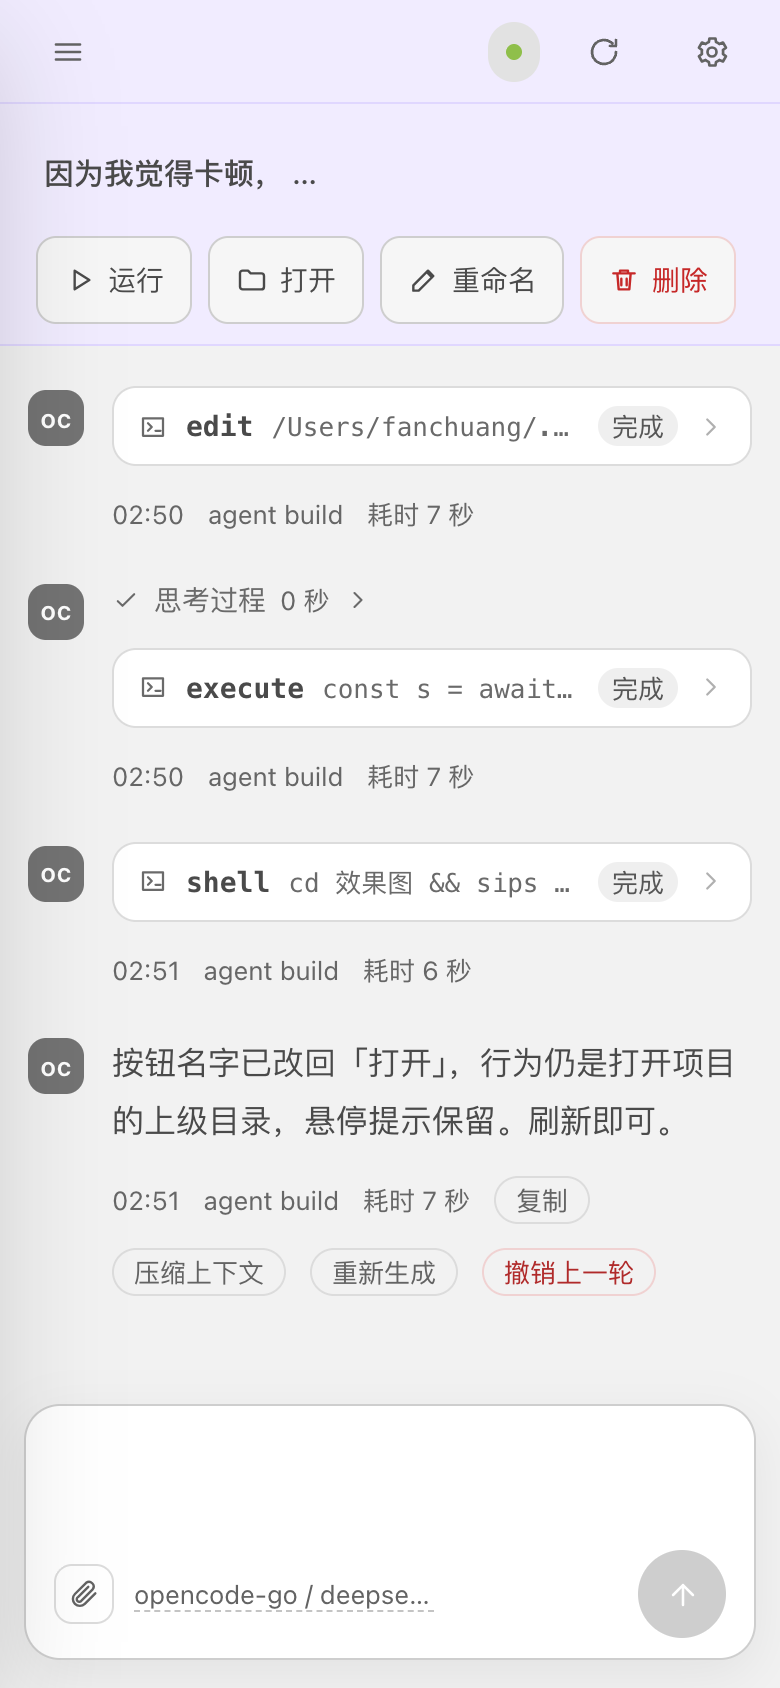 因为我觉得卡顿， ...
运行 打开 重命名 删除
oc edit /Users/fanchuang/.… 完成
02:50 agent build 耗时 7 秒
oc 思考过程 0 秒
execute const s = await… 完成
02:50 agent build 耗时 7 秒
oc shell cd 效果图 && sips … 完成
02:51 agent build 耗时 6 秒
oc 按钮名字已改回「打开」，行为仍是打开项目
的上级目录，悬停提示保留。刷新即可。
02:51 agent build 耗时 7 秒 复制
压缩上下文 重新生成 撤销上一轮
opencode-go / deepse...